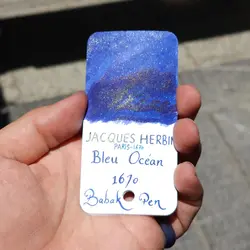 JACQUES HERBIN
PARIS-1670
Bleu Océan
1670
Babak Pen